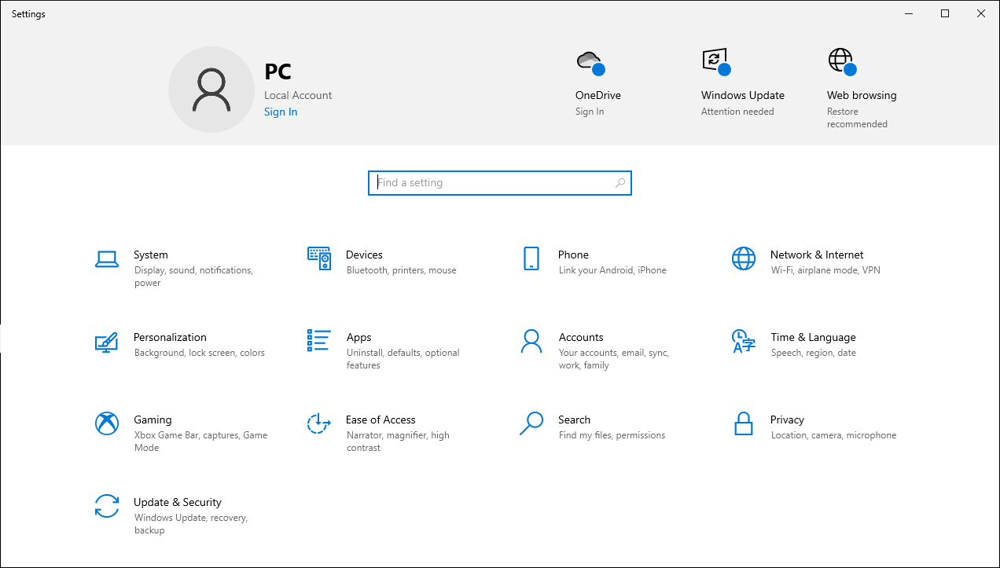 Settings
PC
Local Account
Sign In
OneDrive
Sign In
Windows Update
Attention needed
Web browsing
Restore
recommended
Find a setting
System
Display, sound, notifications,
power
Devices
Bluetooth, printers, mouse
Phone
Link your Android, iPhone
Network & Internet
Wi-Fi, airplane mode, VPN
Personalization
Background, lock screen, colors
Apps
Uninstall, defaults, optional
features
Accounts
Your accounts, email, sync,
work, family
Time & Language
Speech, region, date
Gaming
Xbox Game Bar, captures, Game
Mode
Ease of Access
Narrator, magnifier, high
contrast
Search
Find my files, permissions
Privacy
Location, camera, microphone
Update & Security
Windows Update, recovery,
backup